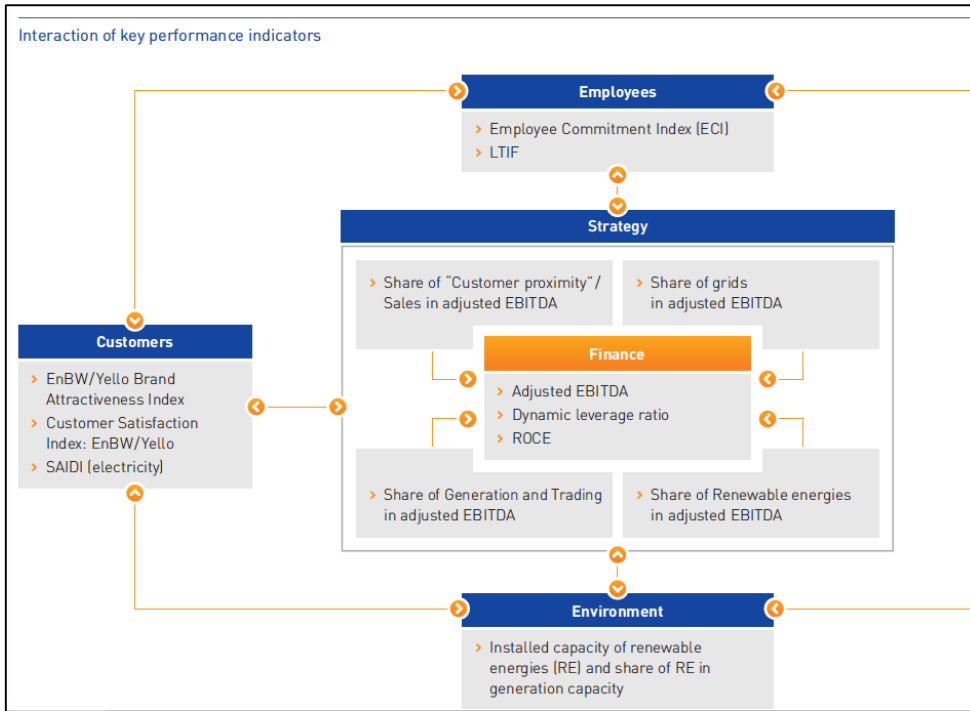 Interaction of key performance indicators
Employees
Employee Commitment Index (ECI)
LTIF
Strategy
Share of “Customer proximity”/
Sales in adjusted EBITDA
Share of grids
in adjusted EBITDA
Customers
EnBW/Yello Brand
Attractiveness Index
Customer Satisfaction
Index: EnBW/Yello
SAIDI (electricity)
Finance
Adjusted EBITDA
Dynamic leverage ratio
ROCE
Share of Generation and Trading
in adjusted EBITDA
Share of Renewable energies
in adjusted EBITDA
Environment
Installed capacity of renewable
energies (RE) and share of RE in
generation capacity